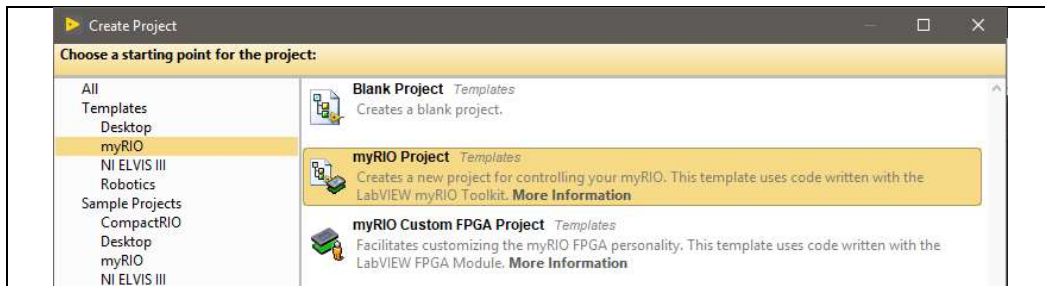 Create Project
Choose a starting point for the project:
All
Templates
Desktop
myRIO
NI ELVIS III
Robotics
Sample Projects
CompactRIO
Desktop
myRIO
NI ELVIS III
Blank Project Templates
Creates a blank project.
myRIO Project Templates
Creates a new project for controlling your myRIO. This template uses code written with the
LabVIEW myRIO Toolkit. More Information
myRIO Custom FPGA Project Templates
Facilitates customizing the myRIO FPGA personality. This template uses code written with the
LabVIEW FPGA Module. More Information